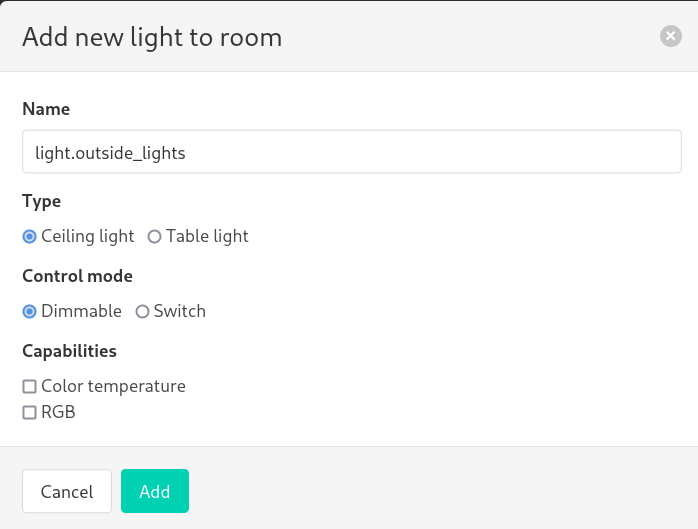 Add new light to room
Name
light.outside_lights
Type
Ceiling light Table light
Control mode
Dimmable Switch
Capabilities
Color temperature
RGB
Cancel Add